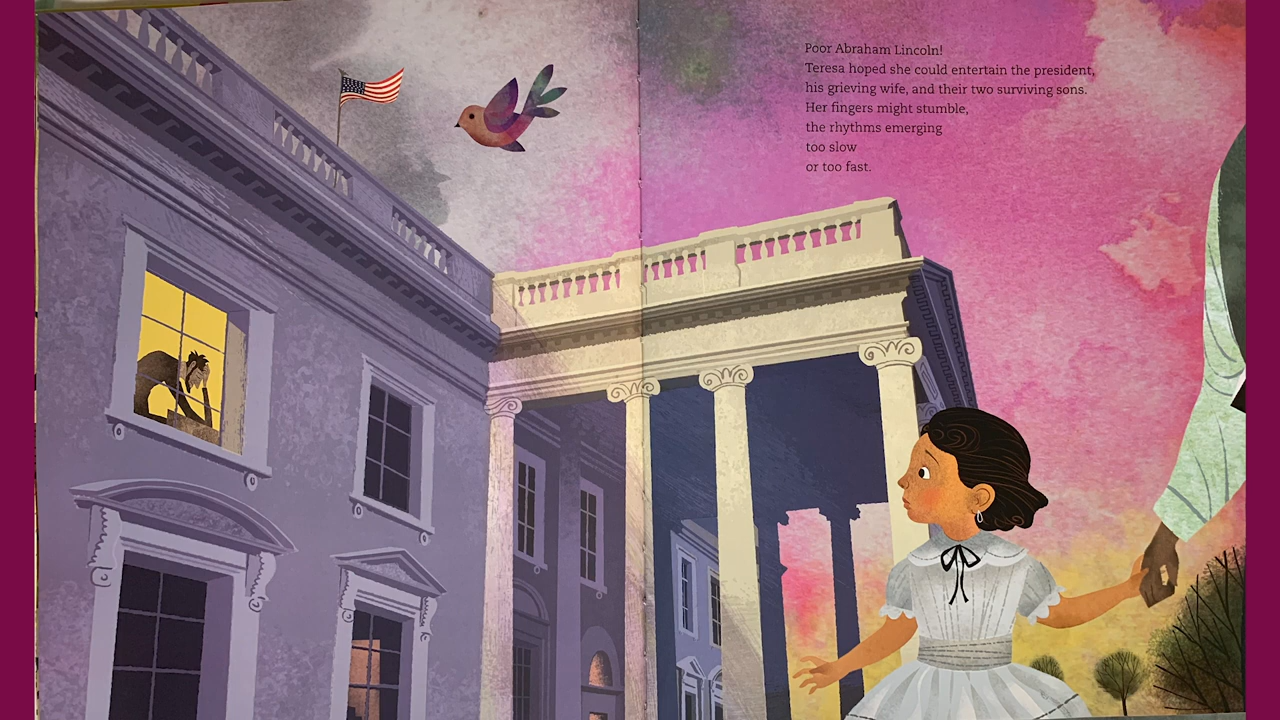 Poor Abraham Lincoln!
Teresa hoped she could entertain the president,
his grieving wife, and their two surviving sons.
Her fingers might stumble,
the rhythms emerging
too slow
or too fast.